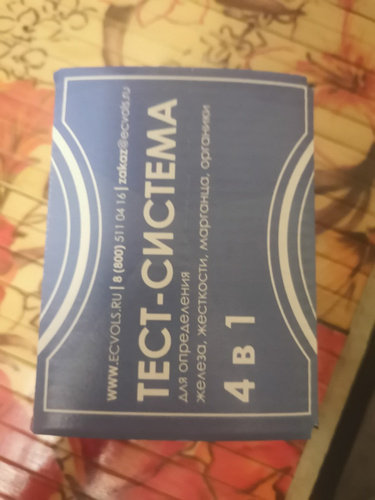 WWW.ECVOLS.RU | 8 (800) 511 04 16 | zakaz@ecvols.ru
ТЕСТ-СИСТЕМА
для определения
железа, жесткости, марганца, органики
4 в 1